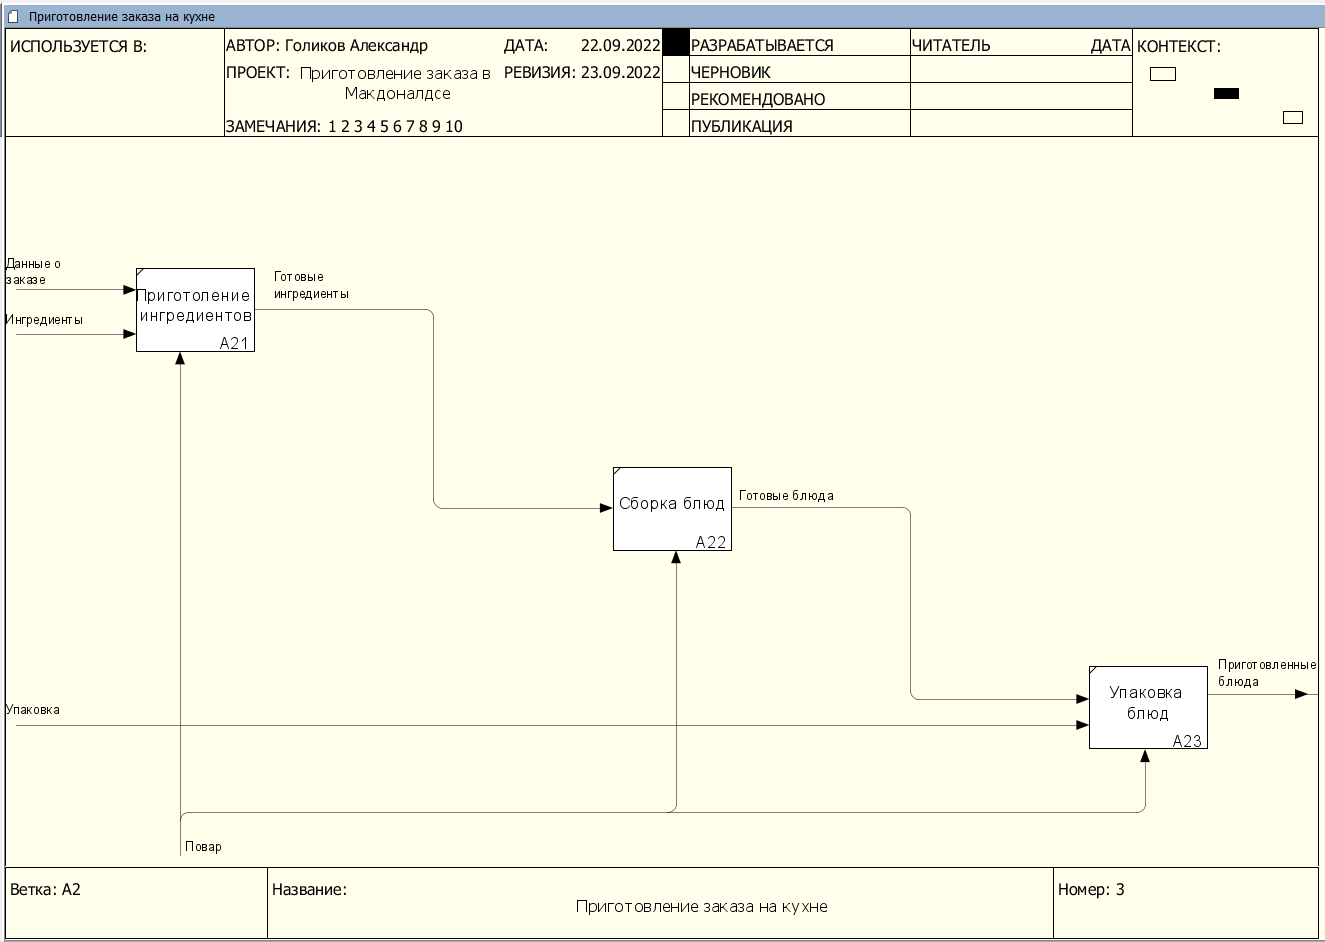 Приготовление заказа на кухне
ИСПОЛЬЗУЕТСЯ В:
АВТОР: Голиков Александр
ДАТА: 22.09.2022
ПРОЕКТ: Приготовление заказа в
Макдоналдсе
РЕВИЗИЯ: 23.09.2022
ЗАМЕЧАНИЯ: 1 2 3 4 5 6 7 8 9 10
РАЗРАБАТЫВАЕТСЯ
ЧЕРНОВИК
РЕКОМЕНДОВАНО
ПУБЛИКАЦИЯ
ЧИТАТЕЛЬ
ДАТА
КОНТЕКСТ:
Данные о
заказе
Ингредиенты
Приготоление
ингредиентов
A21
Готовые
ингредиенты
Сборка блюд
A22
Готовые блюда
Упаковка
блюд
A23
Приготовленные
блюда
Упаковка
Повар
Ветка: A2
Название:
Приготовление заказа на кухне
Номер: 3